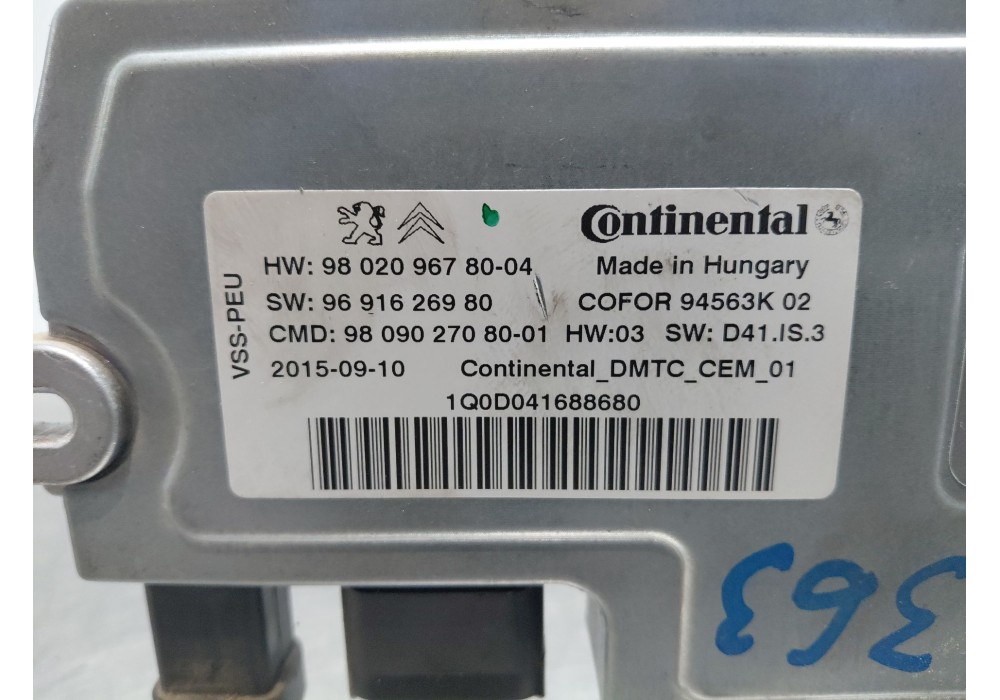 Continental
HW: 98 020 967 80-04 Made in Hungary
SW: 96 916 269 80 COFOR 94563K 02
CMD: 98 090 270 80-01 HW:03 SW: D41.IS.3
2015-09-10 Continental_DMTC_CEM_01
1Q0D041688680
VSS-PEU
363